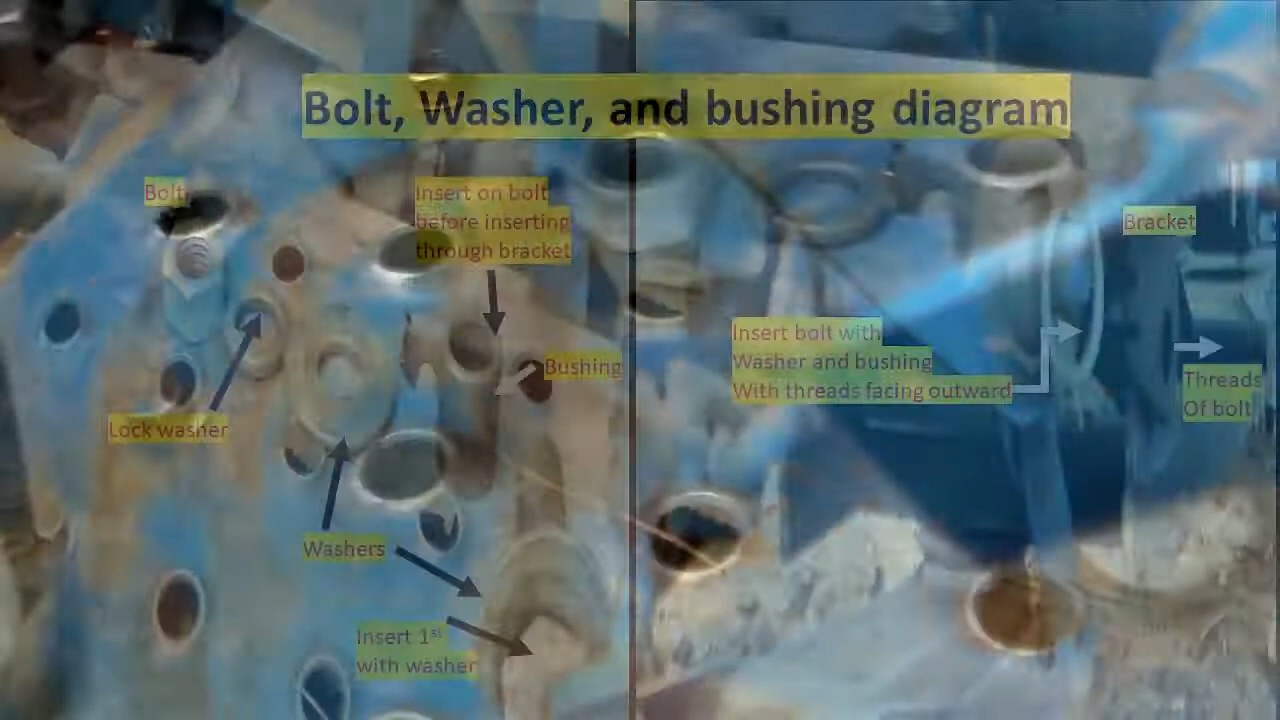 Bolt, Washer, and bushing diagram
Bolt
Insert on bolt
before inserting
through bracket
Bushing
Lock washer
Washers
Insert 1st
with washer
Bracket
Insert bolt with
Washer and bushing
With threads facing outward
Threads
Of bolt